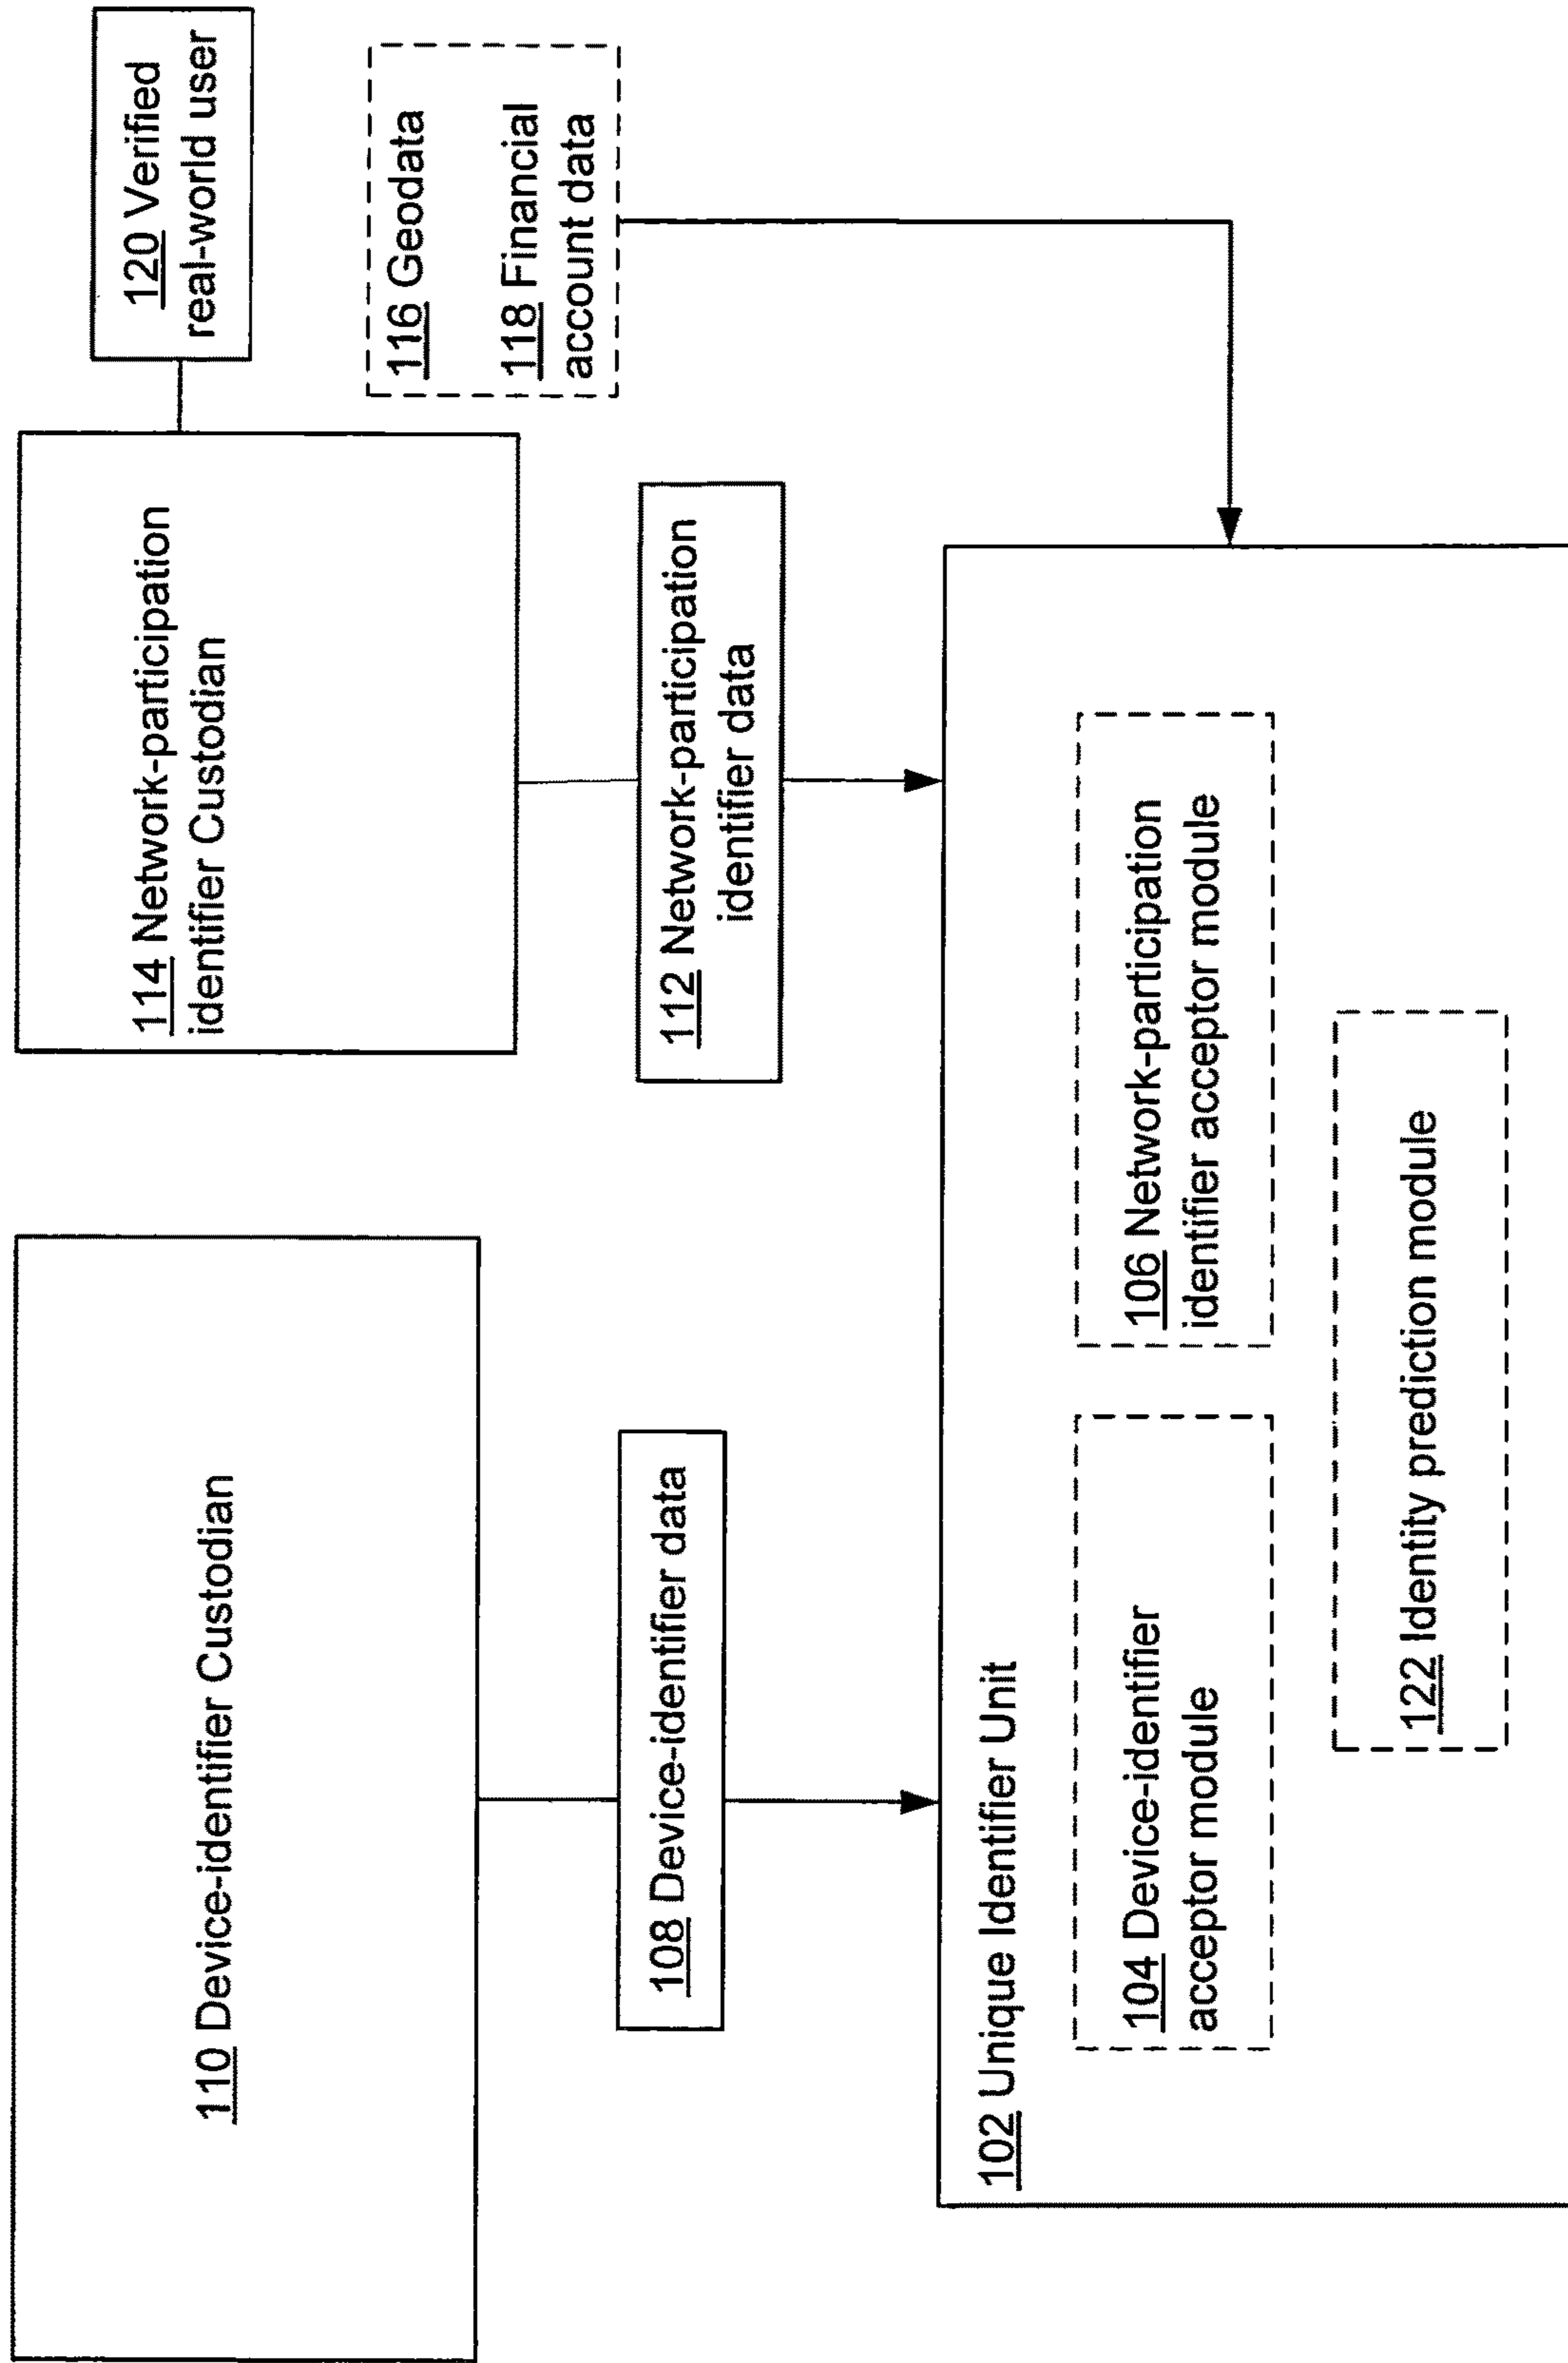 110 Device-identifier Custodian
114 Network-participation
identifier Custodian
120 Verified
real-world user
108 Device-identifier data
112 Network-participation
identifier data
116 Geodata
118 Financial
account data
102 Unique Identifier Unit
104 Device-identifier
acceptor module
106 Network-participation
identifier acceptor module
122 Identity prediction module